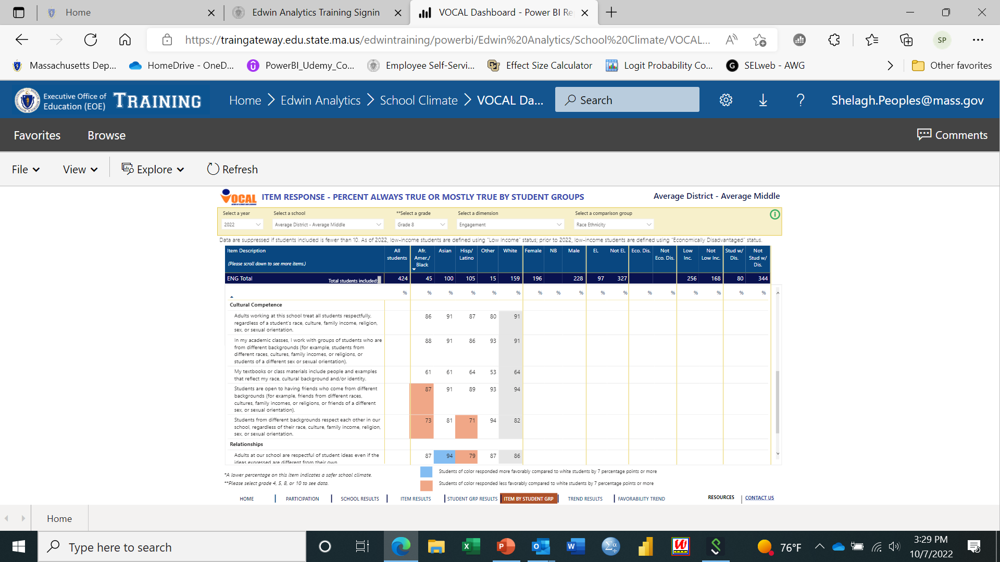 Home
Edwin Analytics Training Signin
VOCAL Dashboard - Power BI Re
https://traingateway.edu.state.ma.us/edwintraining/powerbi/Edwin%20Analytics/School%20Climate/VOCAL...
SP
Massachusetts Dep...
HomeDrive - OneD...
PowerBI_Udemy_Co...
Employee Self-Servi...
Effect Size Calculator
Logit Probability Co...
SELweb - AWG
Other favorites
Executive Office of
Education (EOE)
TRAINING
Home > Edwin Analytics > School Climate > VOCAL Da...
Search
Shelagh.Peoples@mass.gov
Favorites Browse
Comments
File View Explore Refresh
VOCAL
ITEM RESPONSE - PERCENT ALWAYS TRUE OR MOSTLY TRUE BY STUDENT GROUPS
Average District - Average Middle
Select a year Select a school **Select a grade Select a dimension Select a comparison group
2022 Average District - Average Middle Grade 8 Engagement Race Ethnicity
Data are suppressed if students included is fewer than 10. As of 2022, low-income students are defined using "Low Income" status; prior to 2022, low-income students are defined using "Economically Disadvantaged" status.
Item Description
(Please scroll down to see more items.)
All students
Afr. Amer./ Black
Asian
Hisp/ Latino
Other
White
Female
NB
Male
EL
Not EL
Eco. Dis.
Not Eco. Dis.
Low Inc.
Not Low Inc.
Stud w/ Dis.
Not Stud w/ Dis.
ENG Total Total students included: 424 45 100 105 15 159 196 228 97 327 256 168 80 344
% % % % % % % % % % % % % % % % %
Cultural Competence
Adults working at this school treat all students respectfully, 86 91 87 80 91
regardless of a student's race, culture, family income, religion,
sex, or sexual orientation.
In my academic classes, I work with groups of students who are 88 91 86 93 91
from different backgrounds (for example, students from
different races, cultures, family incomes, or religions, or
students of a different sex or sexual orientation).
My textbooks or class materials include people and examples 61 61 64 53 64
that reflect my race, cultural background and/or identity.
Students are open to having friends who come from different 87 91 89 93 94
backgrounds (for example, friends from different races,
cultures, family incomes, or religions, or friends of a different
sex, or sexual orientation).
Students from different backgrounds respect each other in our 73 81 71 94 82
school, regardless of their race, culture, family income, religion,
sex, or sexual orientation.
Relationships
Adults at our school are respectful of student ideas even if the 87 94 79 87 86
ideas expressed are different from their own.
*A lower percentage on this item indicates a safer school climate.
**Please select grade 4, 5, 8, or 10 to see data.
Students of color responded more favorably compared to white students by 7 percentage points or more
Students of color responded less favorably compared to white students by 7 percentage points or more
HOME PARTICIPATION SCHOOL RESULTS ITEM RESULTS STUDENT GRP RESULTS ITEM BY STUDENT GRP TREND RESULTS FAVORABILITY TREND RESOURCES CONTACT US
Home
Type here to search
76°F
3:29 PM
10/7/2022